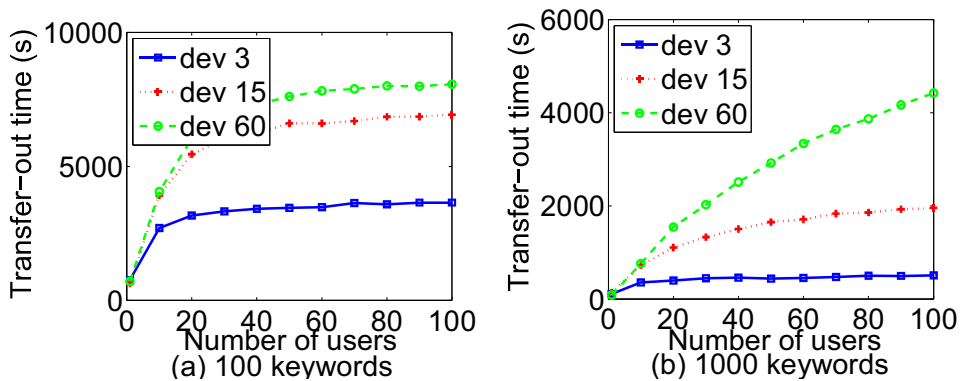 Transfer-out time (s)
10000
5000
0
dev 3
dev 15
dev 60
0 20 40 60 80 100
Number of users
(a) 100 keywords
Transfer-out time (s)
6000
4000
2000
0
dev 3
dev 15
dev 60
0 20 40 60 80 100
Number of users
(b) 1000 keywords